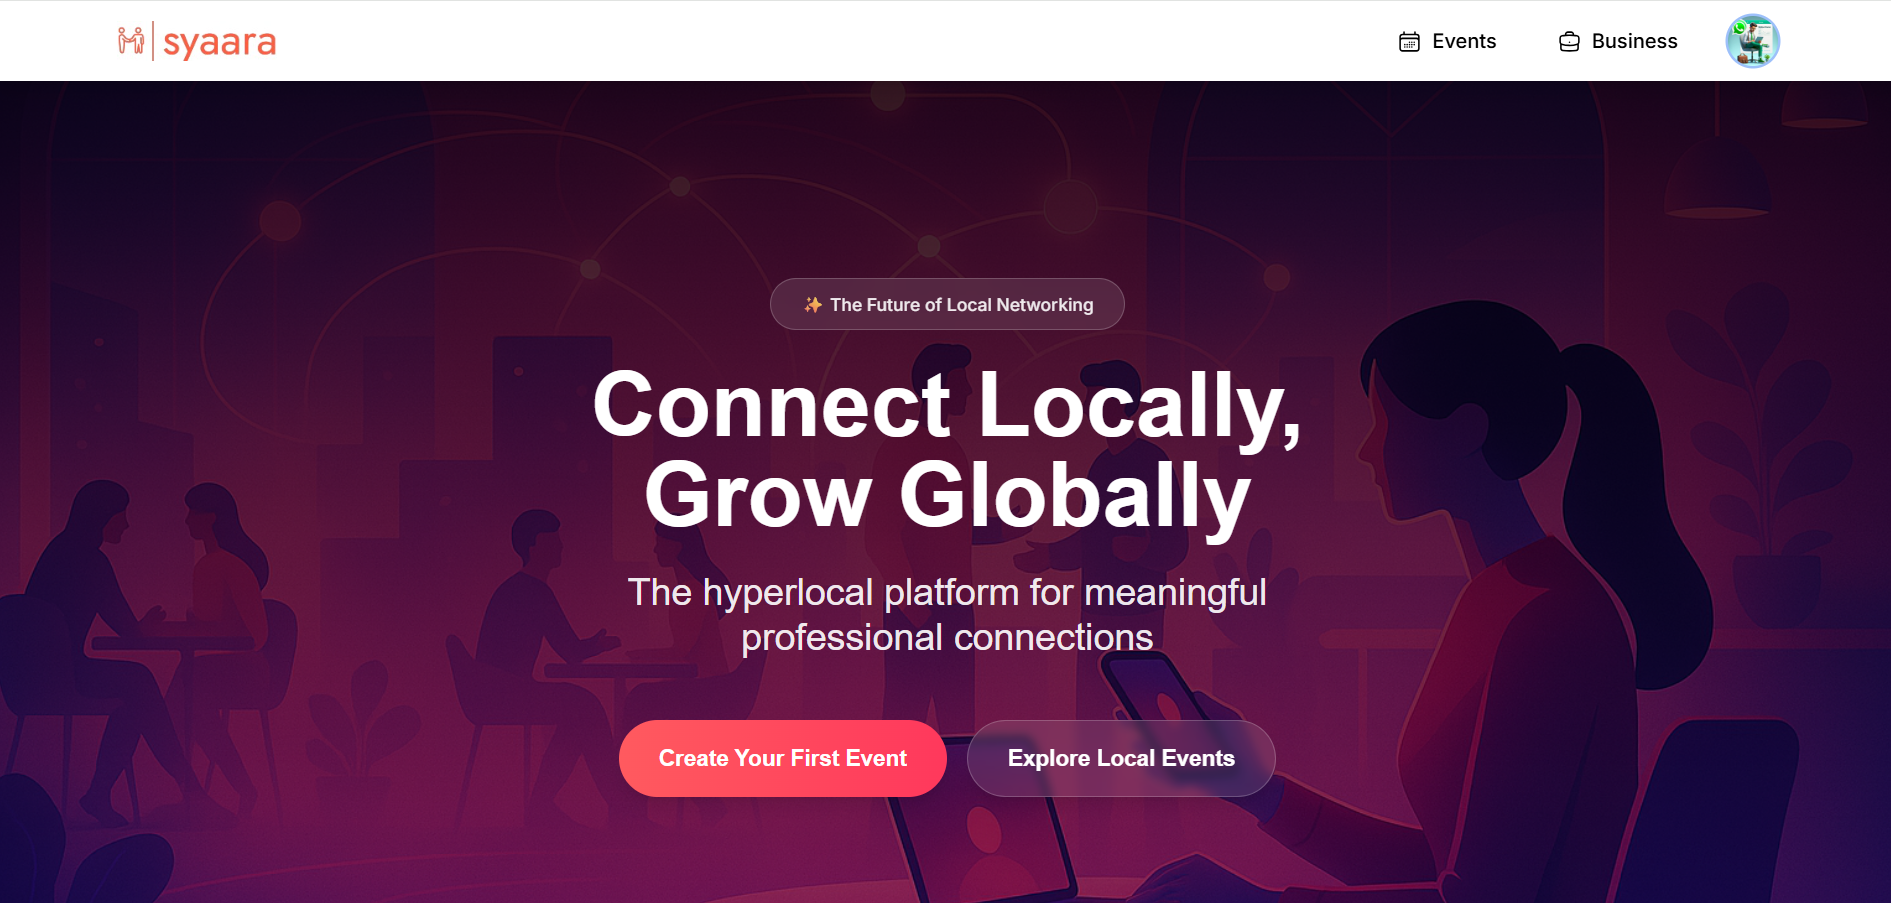 syaara
Events
Business
✨ The Future of Local Networking
Connect Locally,
Grow Globally
The hyperlocal platform for meaningful
professional connections
Create Your First Event
Explore Local Events